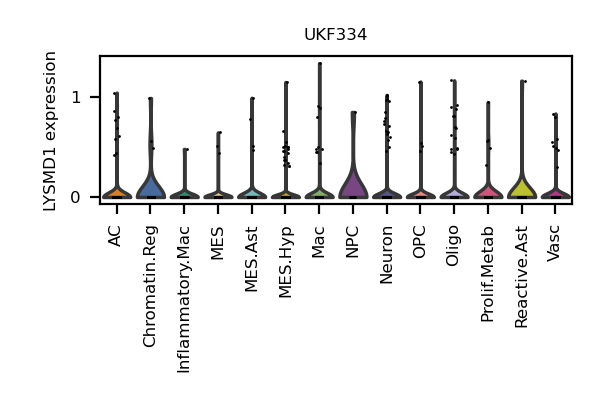 UKF334
LYSMD1 expression
1
0
AC
Chromatin.Reg
Inflammatory.Mac
MES
MES.Ast
MES.Hyp
Mac
NPC
Neuron
OPC
Oligo
Prolif.Metab
Reactive.Ast
Vasc